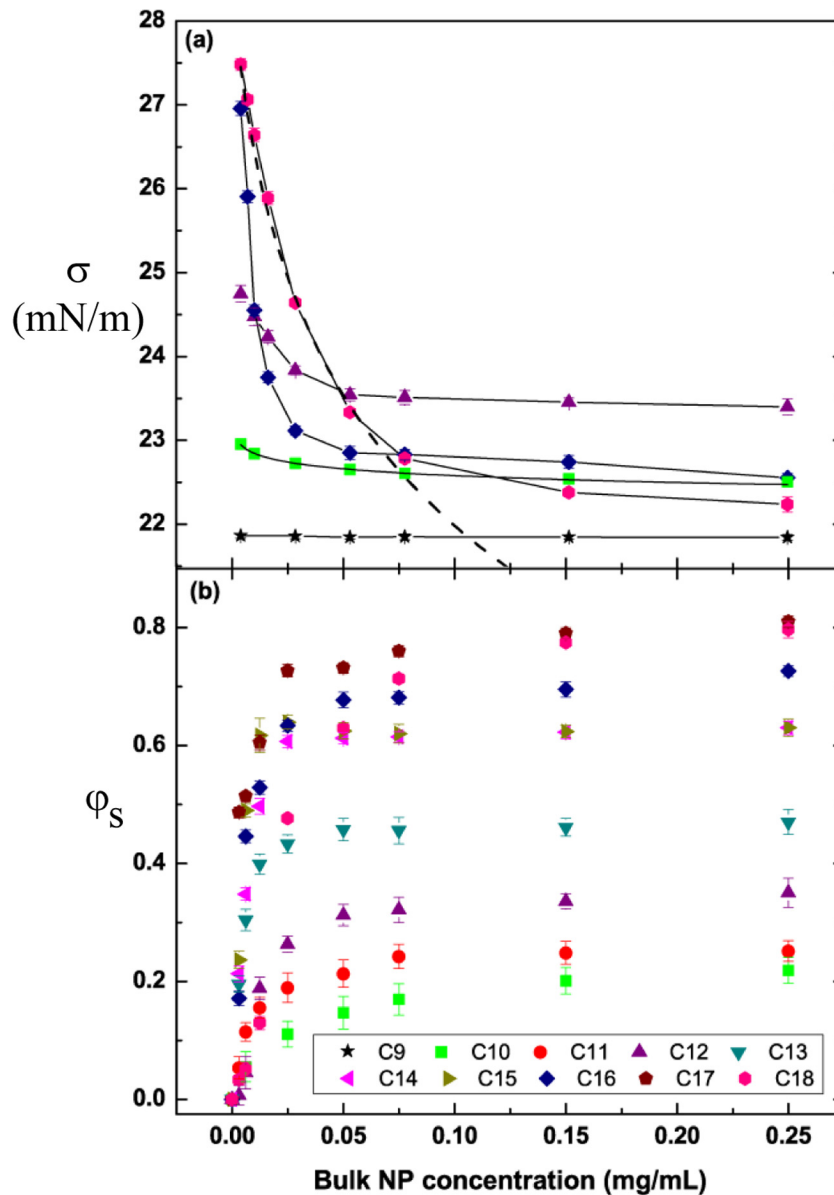 (a)
28
27
26
25
24
23
22
σ
(mN/m)
(b)
0.8
0.6
0.4
0.2
0.0
φS
C9 C10 C11 C12 C13
C14 C15 C16 C17 C18
0.00 0.05 0.10 0.15 0.20 0.25
Bulk NP concentration (mg/mL)